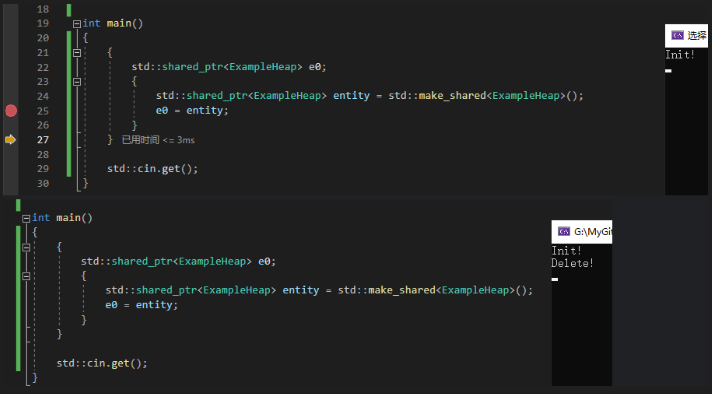 18
19 int main()
20 {
21 {
22 std::shared_ptr<ExampleHeap> e0;
23 {
24 std::shared_ptr<ExampleHeap> entity = std::make_shared<ExampleHeap>();
25 e0 = entity;
26 }
27 } 已用时间 <= 3ms
28
29 std::cin.get();
30 }
选择
Init!
int main()
{
{
std::shared_ptr<ExampleHeap> e0;
{
std::shared_ptr<ExampleHeap> entity = std::make_shared<ExampleHeap>();
e0 = entity;
}
}
std::cin.get();
}
G:\MyGi
Init!
Delete!